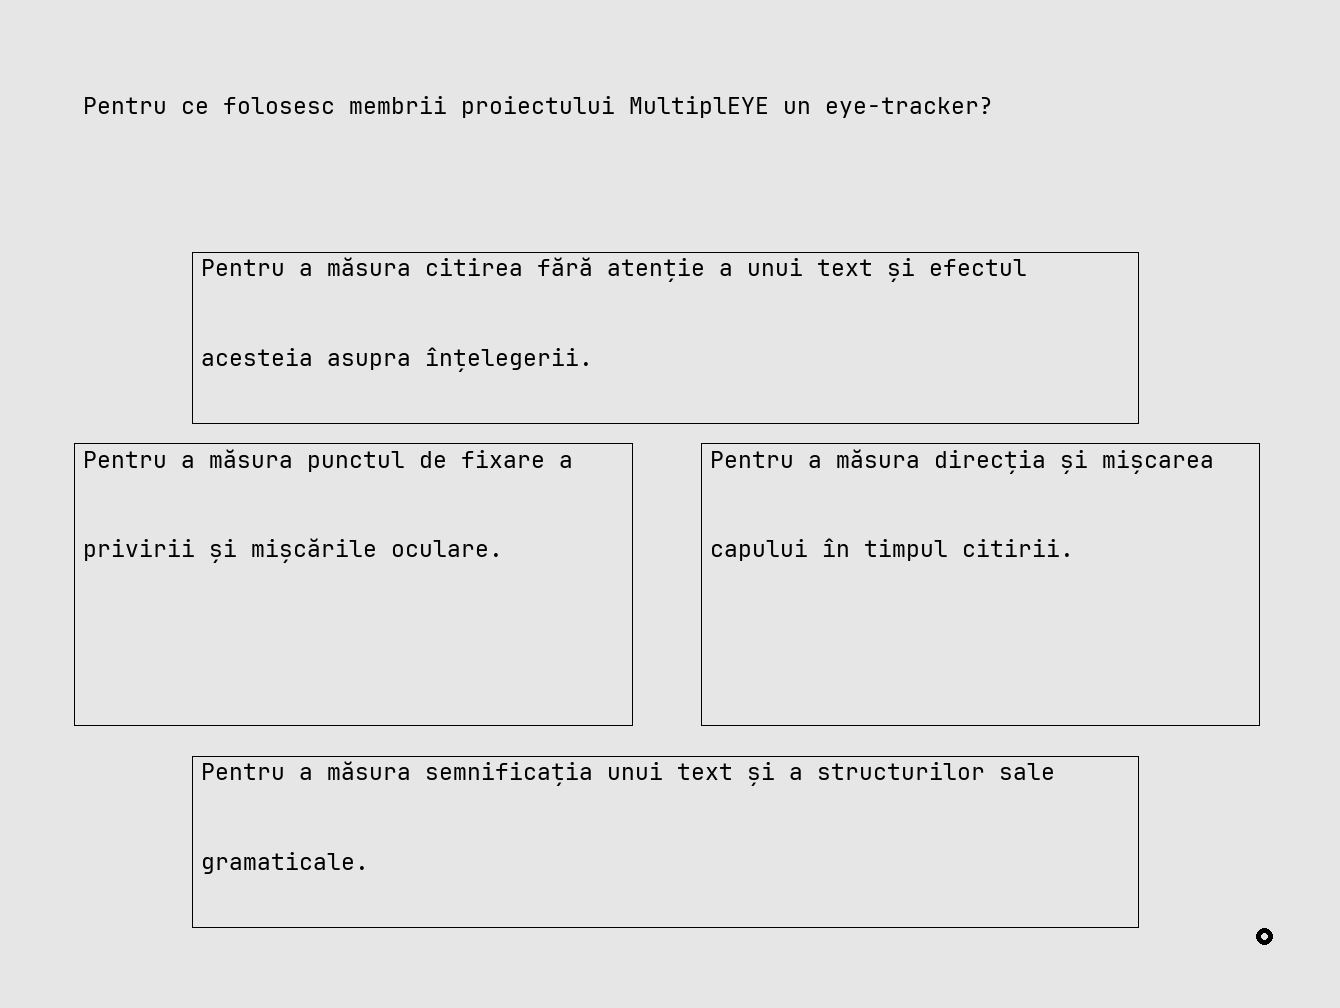 Pentru ce folosesc membrii proiectului MultiplEYE un eye-tracker?
Pentru a măsura citirea fără atenție a unui text și efectul
acesteia asupra înțelegerii.
Pentru a măsura punctul de fixare a
privirii și mișcările oculare.
Pentru a măsura direcția și mișcarea
capului în timpul citirii.
Pentru a măsura semnificația unui text și a structurilor sale
gramaticale.